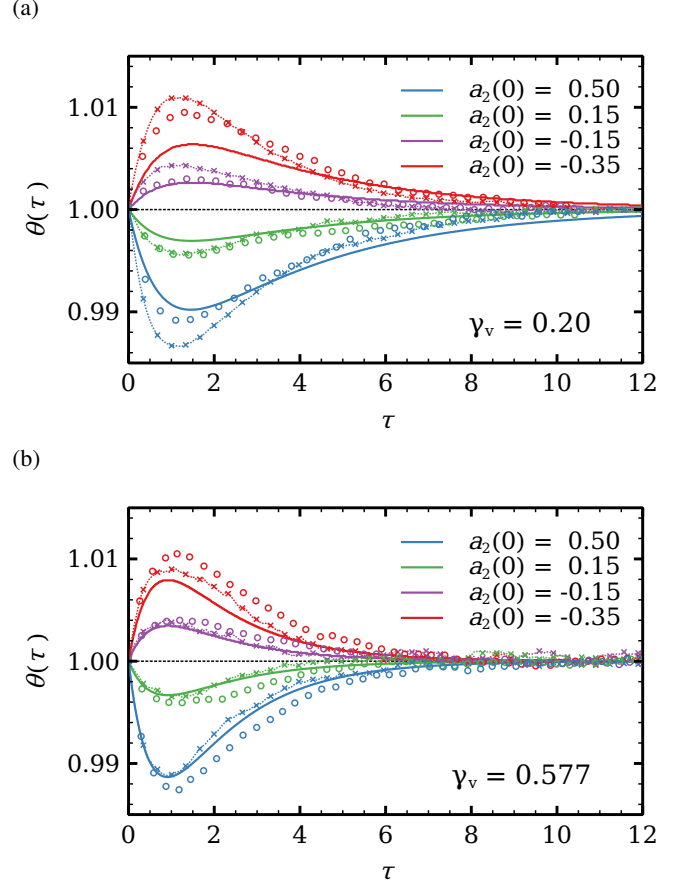 (a)
a₂(0) = 0.50
a₂(0) = 0.15
a₂(0) = -0.15
a₂(0) = -0.35
1.01
1.00
0.99
θ(τ)
γᵥ = 0.20
0 2 4 6 8 10 12
τ
(b)
a₂(0) = 0.50
a₂(0) = 0.15
a₂(0) = -0.15
a₂(0) = -0.35
1.01
1.00
0.99
θ(τ)
γᵥ = 0.577
0 2 4 6 8 10 12
τ